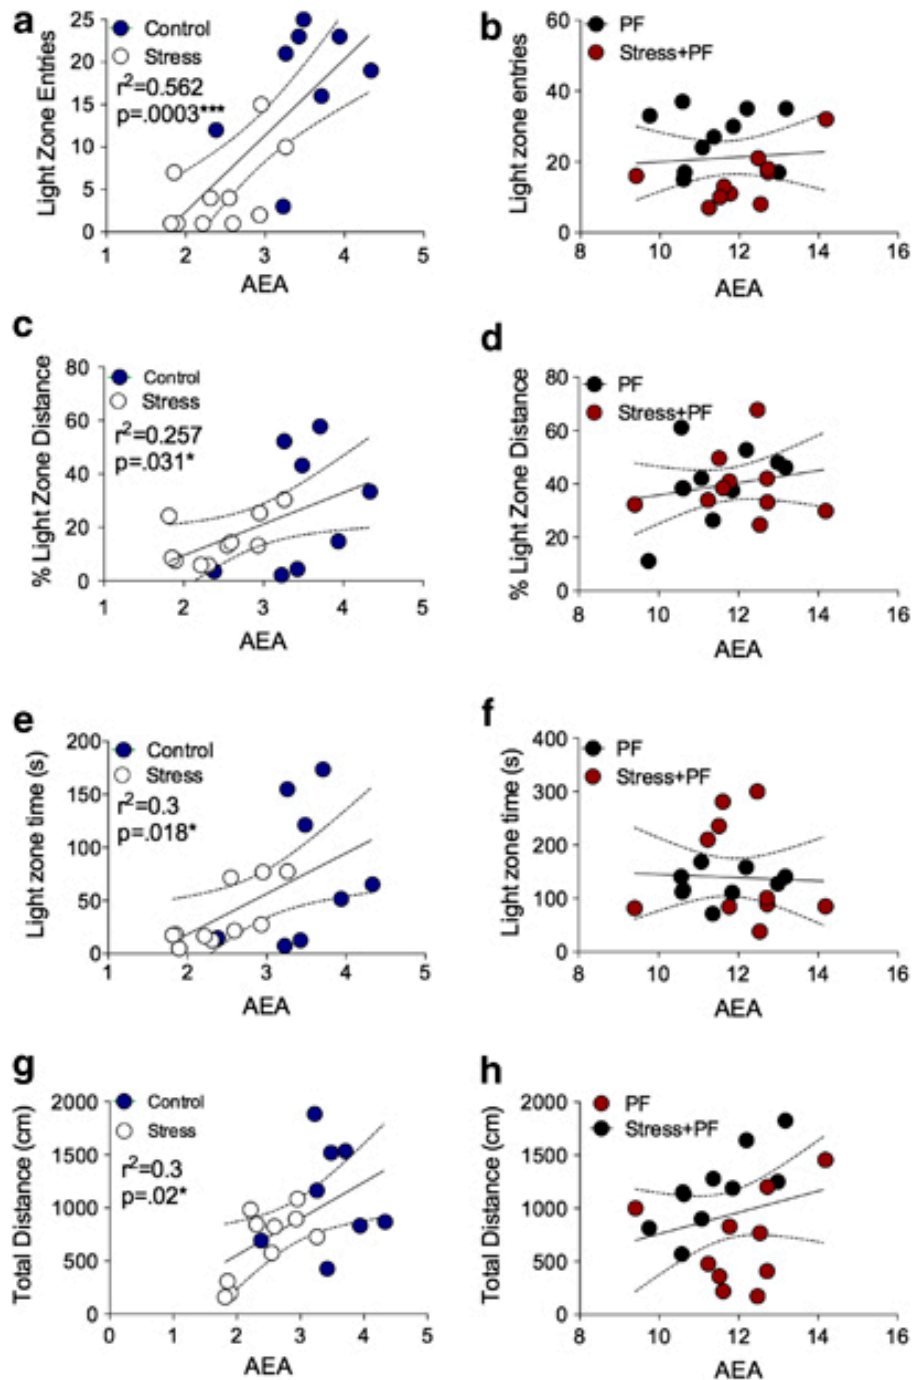 a
Light Zone Entries
25
20
15
10
5
0
Control
Stress
r²=0.562
p=.0003***
1 2 3 4 5
AEA
b
Light zone entries
60
40
20
0
PF
Stress+PF
8 10 12 14 16
AEA
c
% Light Zone Distance
80
60
40
20
0
Control
Stress
r²=0.257
p=.031*
1 2 3 4 5
AEA
d
% Light Zone Distance
80
60
40
20
0
PF
Stress+PF
8 10 12 14 16
AEA
e
Light zone time (s)
200
150
100
50
0
Control
Stress
r²=0.3
p=.018*
1 2 3 4 5
AEA
f
Light zone time (s)
400
300
200
100
0
PF
Stress+PF
8 10 12 14 16
AEA
g
Total Distance (cm)
2000
1500
1000
500
0
Control
Stress
r²=0.3
p=.02*
0 1 2 3 4 5
AEA
h
Total Distance (cm)
2000
1500
1000
500
0
PF
Stress+PF
8 10 12 14 16
AEA